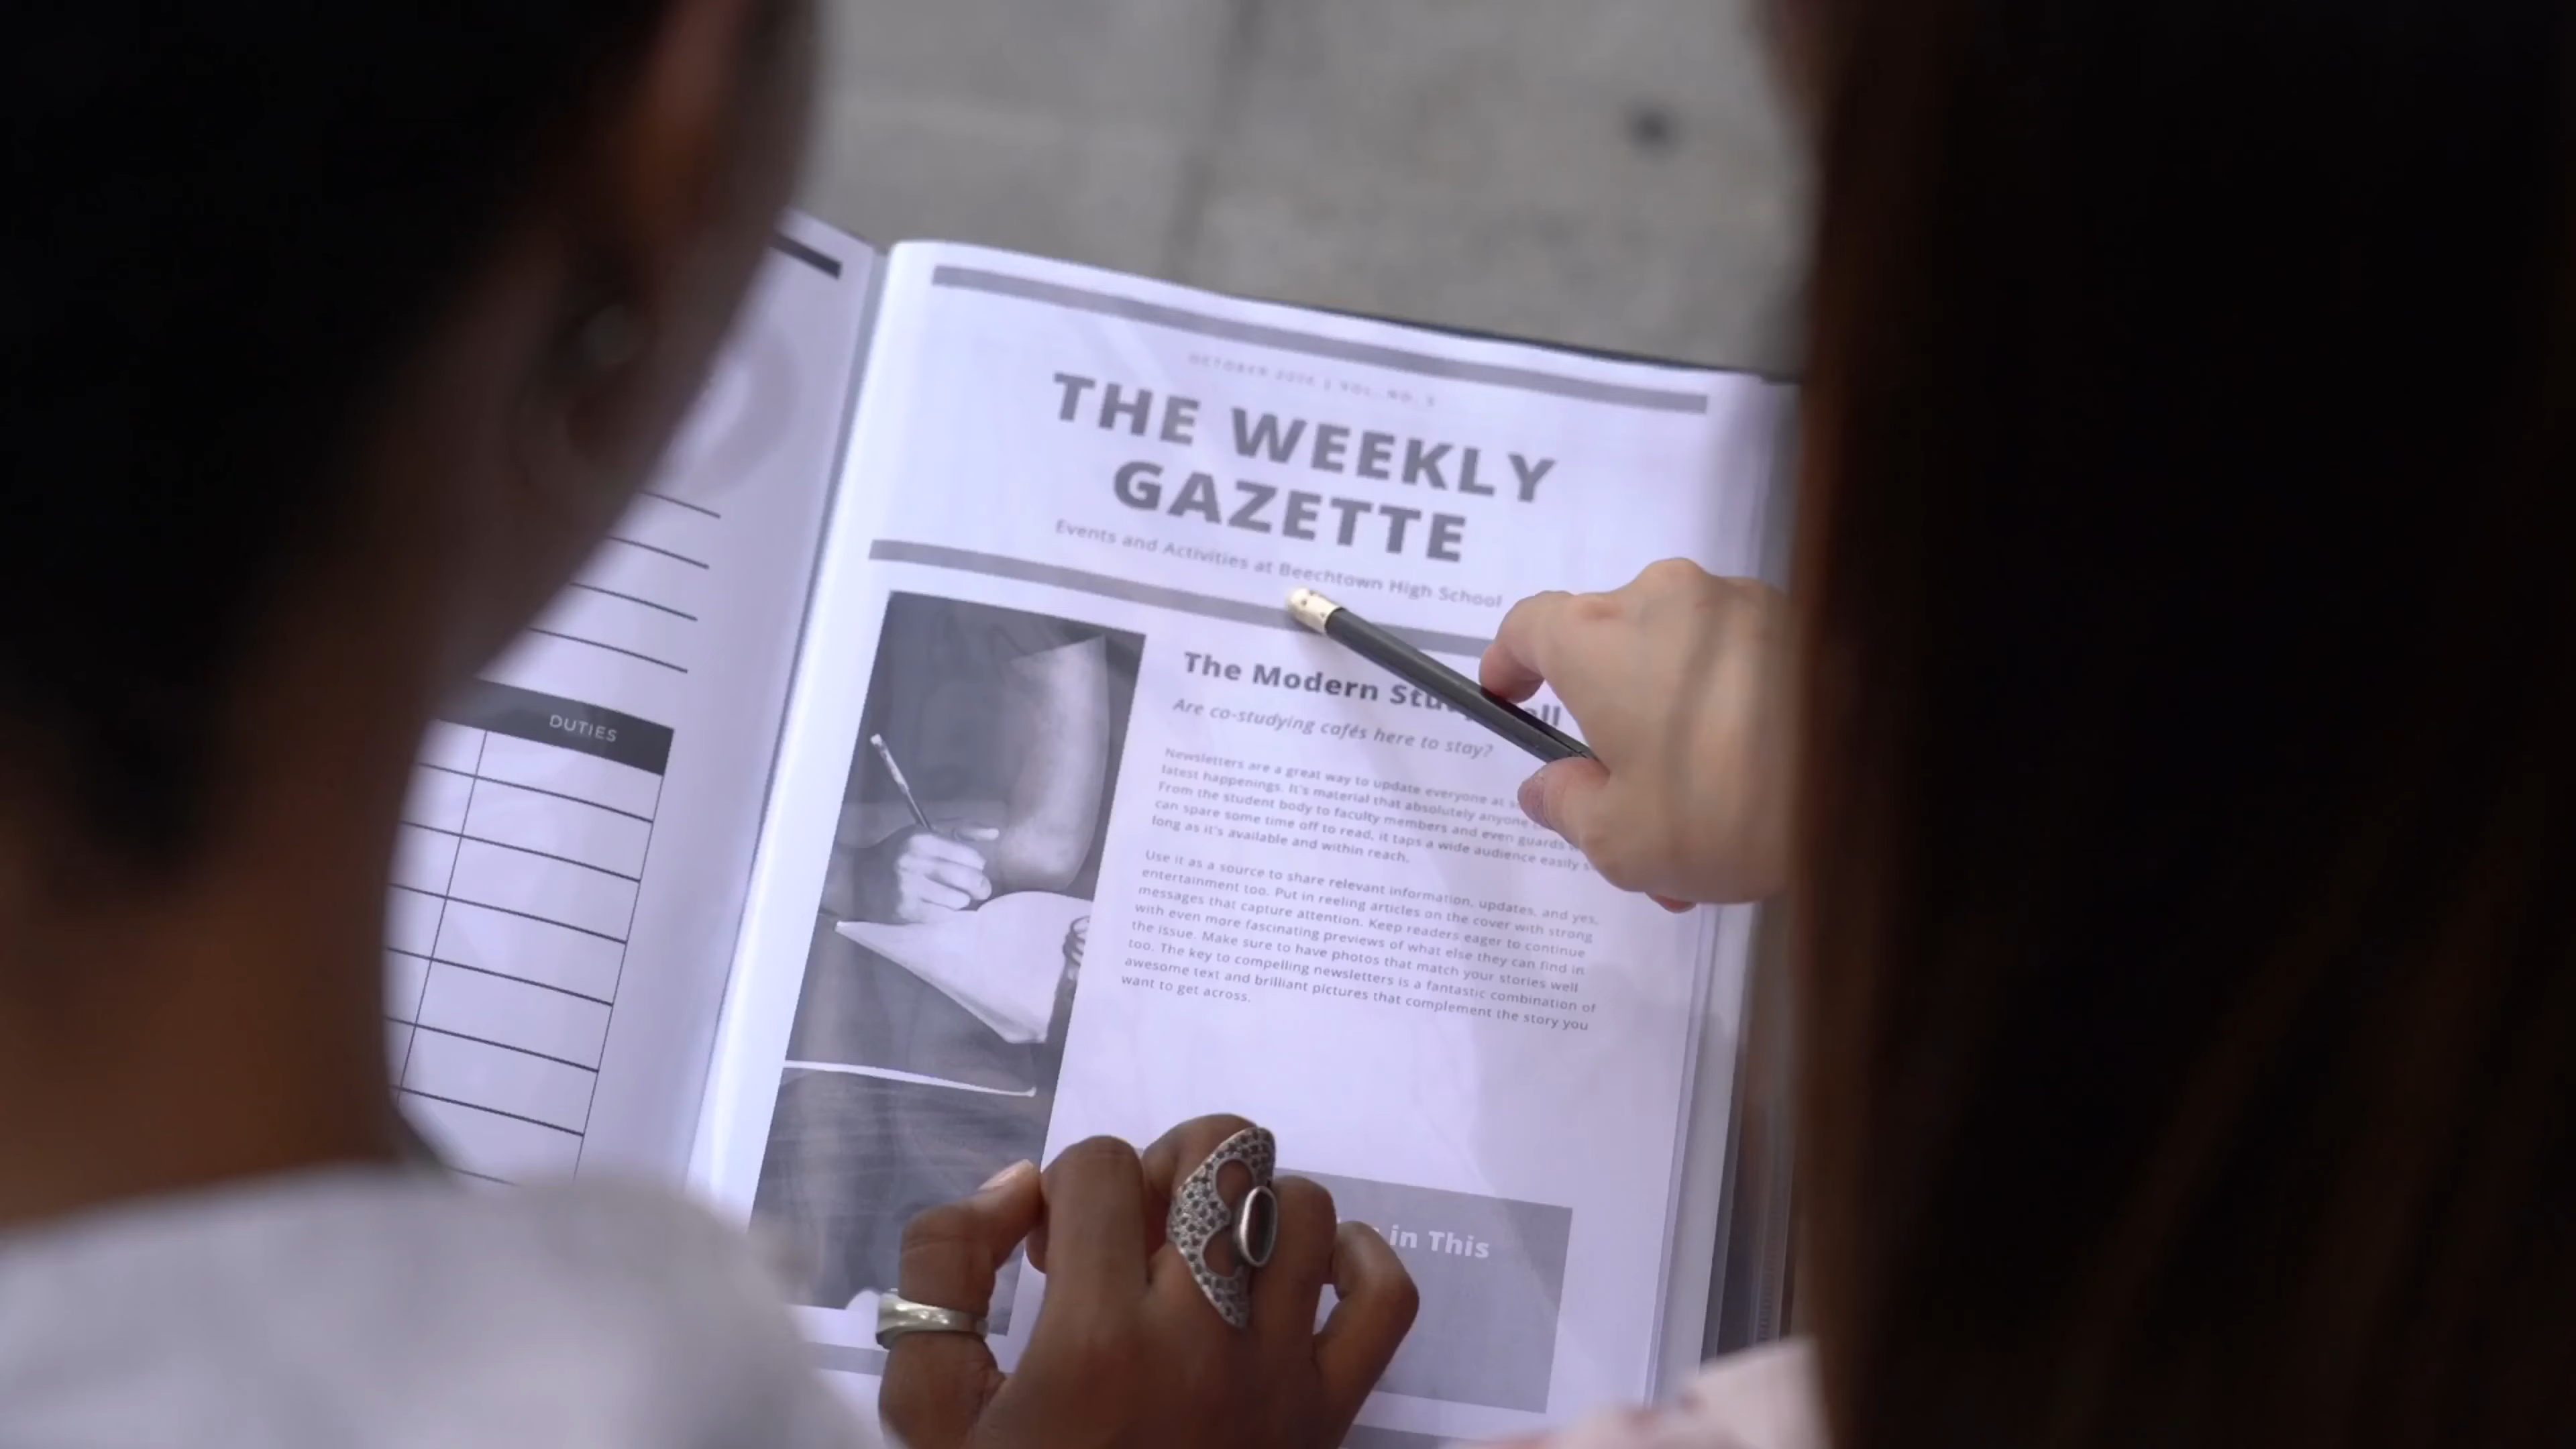 DUTIES
OCTOBER VOL. NO.
THE WEEKLY
GAZETTE
Events and Activities at Beechtown High School
The Modern
Are co-studying cafés here to stay?
Newsletters are a great way to update everyone at
latest happenings. It's material that absolutely anyone
From the student body to faculty members and even guards
can spare some time off to read, it taps a wide audience easily
long as it's available and within reach.
Use it as a source to share relevant information, updates, and yes,
entertainment too. Put in reeling articles on the cover with strong
messages that capture attention. Keep readers eager to continue
with even more fascinating previews of what else they can find in
the issue. Make sure to have photos that match your stories well
too. The key to compelling newsletters is a fantastic combination of
awesome text and brilliant pictures that complement the story you
want to get across.
in This